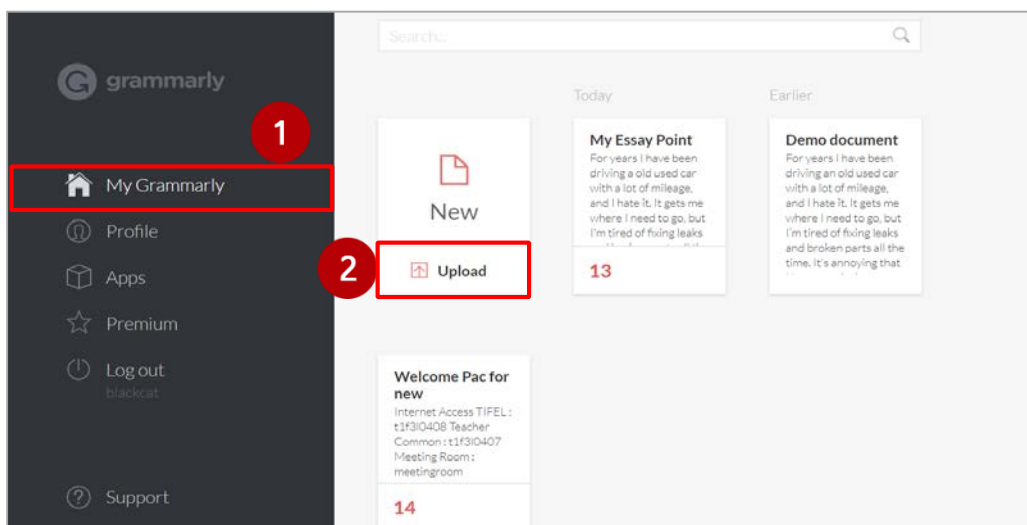 Search...
grammarly
Today
Earlier
1
My Grammarly
Profile
Apps
Premium
Log out
blackcat
Support
New
2
Upload
My Essay Point
For years I have been
driving a old used car
with a lot of mileage,
and I hate it. It gets me
where I need to go, but
I'm tired of fixing leaks
13
Demo document
For years I have been
driving an old used car
with a lot of mileage,
and I hate it. It gets me
where I need to go, but
I'm tired of fixing leaks
and broken parts all the
time. It's annoying that
Welcome Pac for
new
Internet Access TIFEL :
Teacher
Common :
Meeting Room :
meetingroom
14